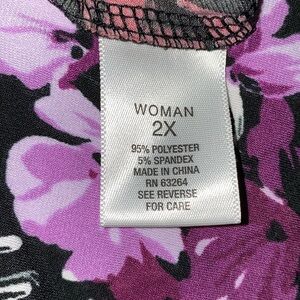 WOMAN
2X
95% POLYESTER
5% SPANDEX
MADE IN CHINA
RN 63264
SEE REVERSE
FOR CARE